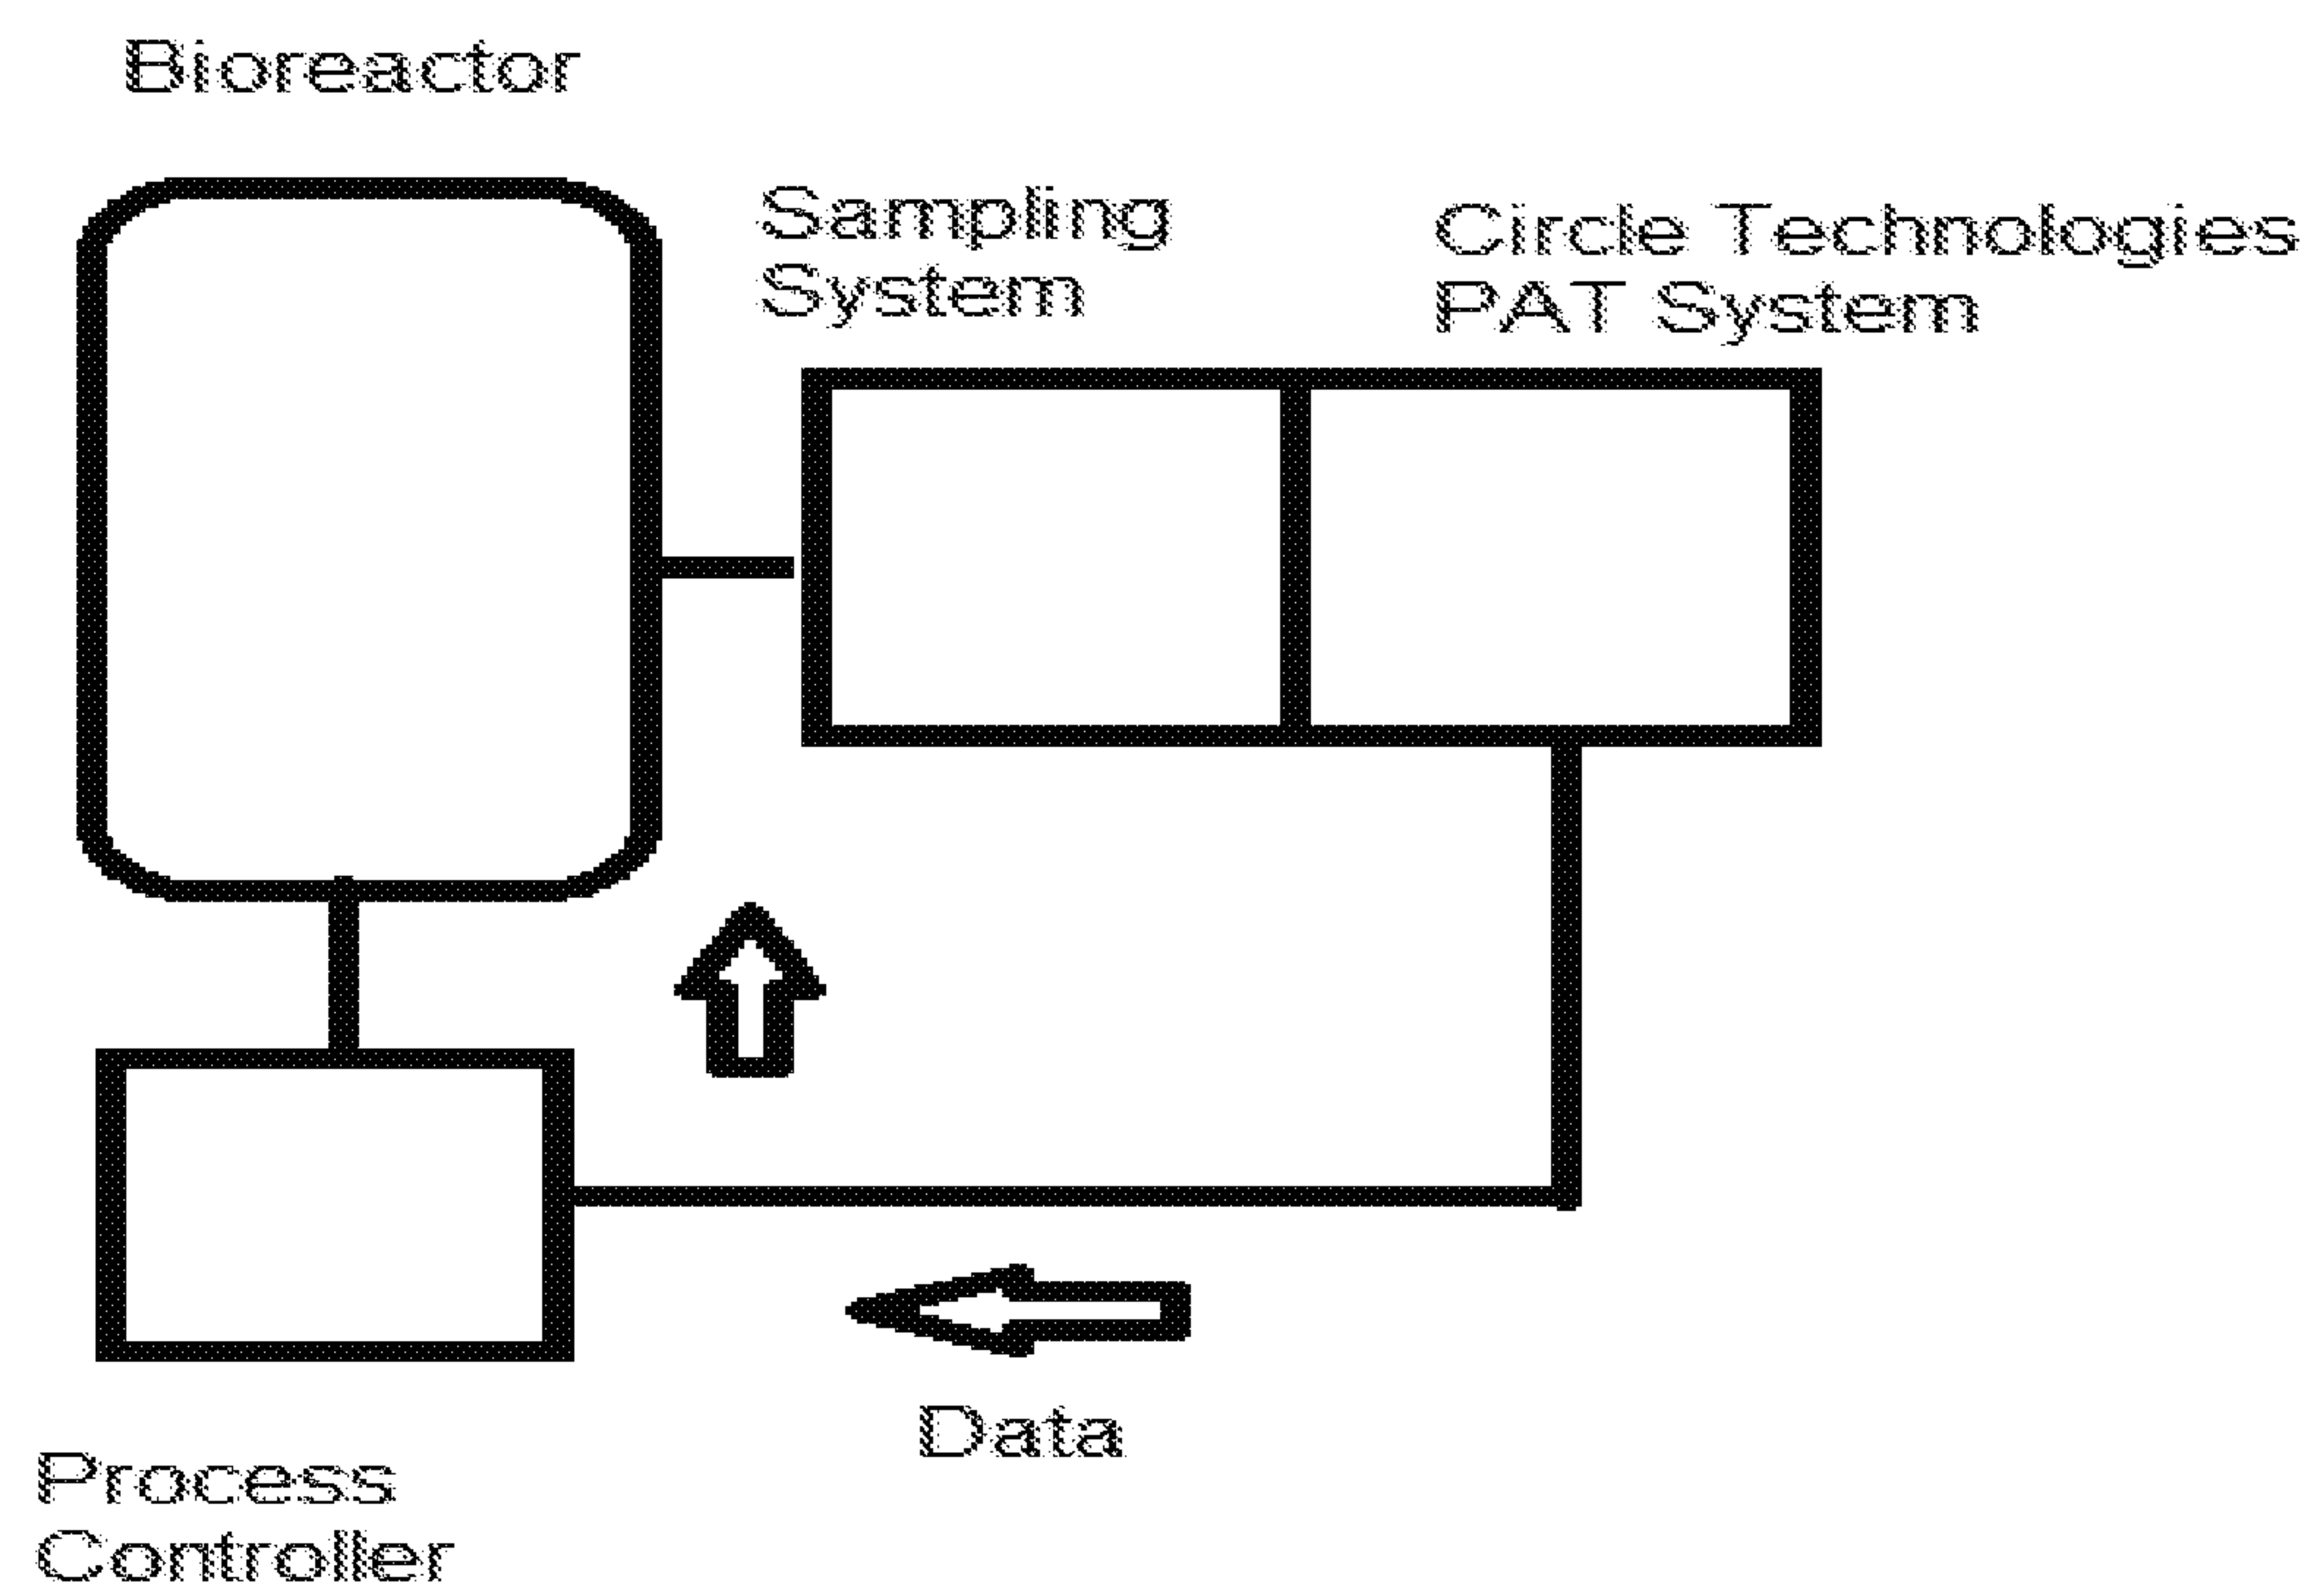 Bioreactor
Sampling
System
Circle Technologies
PAT System
Data
Process
Controller